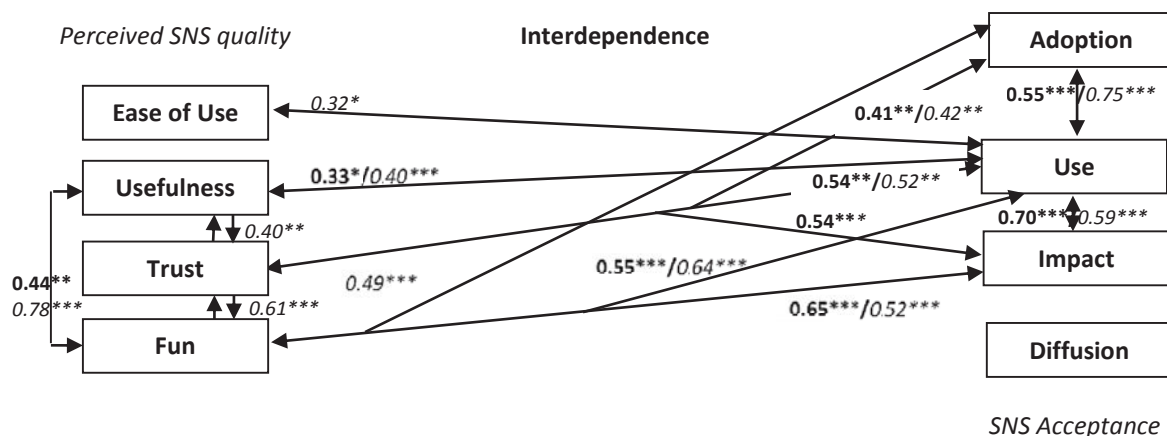 Perceived SNS quality
Interdependence
Adoption
0.55***/0.75***
Ease of Use
0.32*
0.41**/0.42**
Usefulness
0.33*/0.40***
Use
0.54**/0.52**
0.40**
0.54***
0.70***/0.59***
Trust
0.49***
0.55***/0.64***
Impact
0.44**
0.78***
0.61***
0.65***/0.52***
Fun
Diffusion
SNS Acceptance